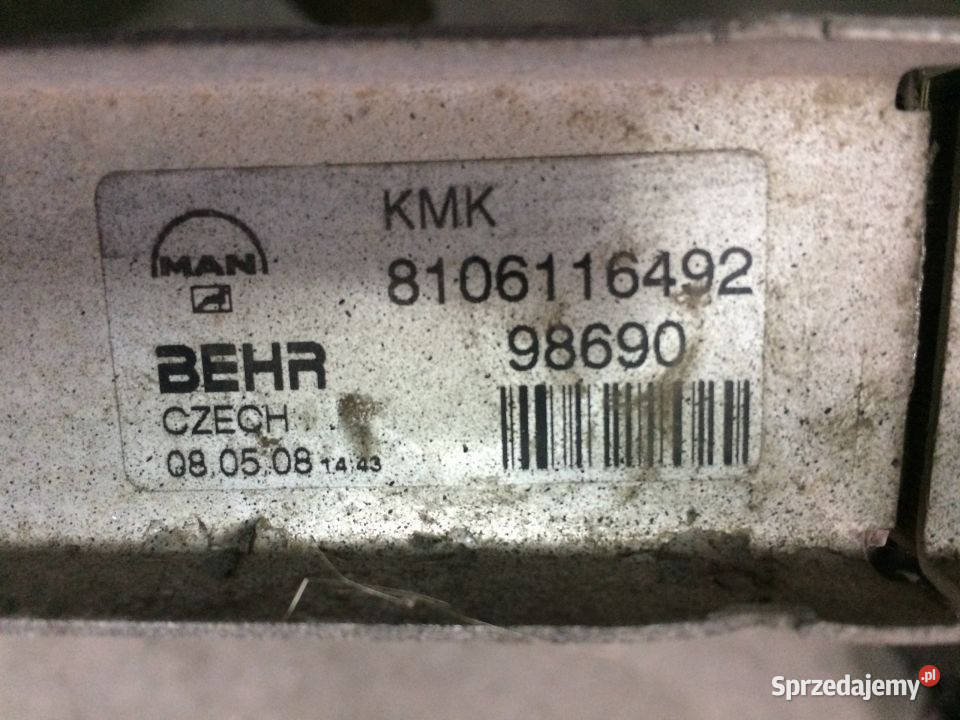 KMK
MAN
8106116492
98690
BEHR
CZECH
08.05.08 14:43
Sprzedajemy.pl